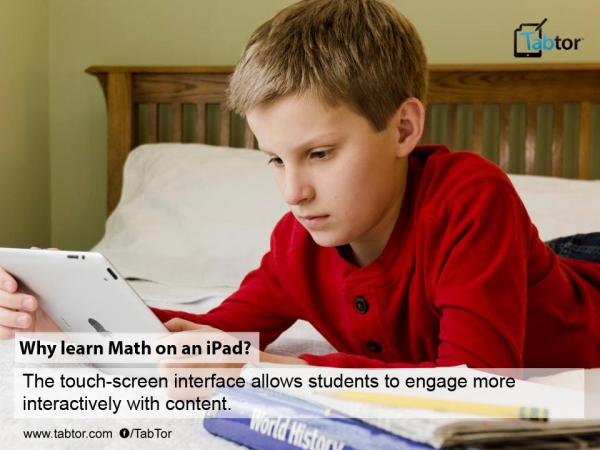 Tabtor
Why learn Math on an iPad?
The touch-screen interface allows students to engage more
interactively with content.
www.tabtor.com f/TabTor
World History